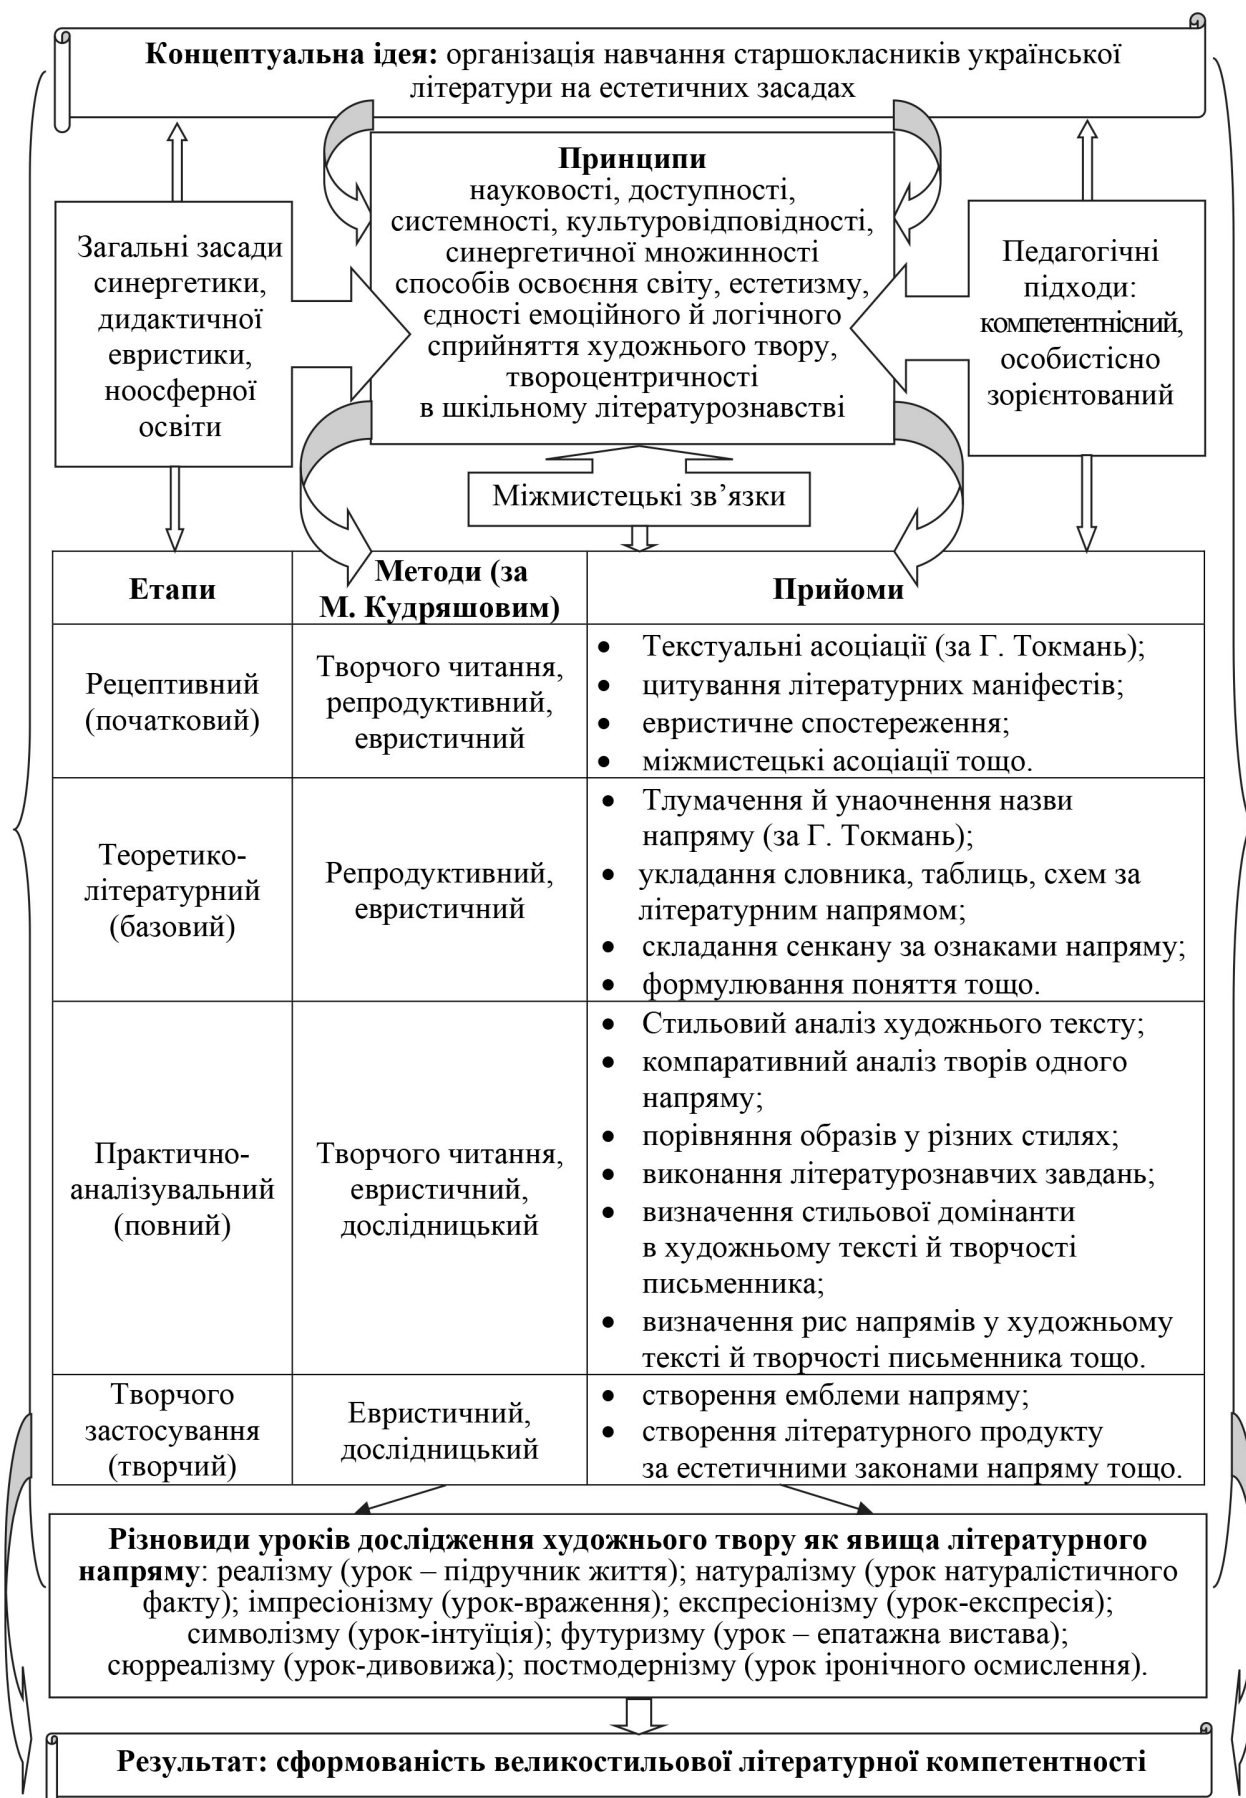 Концептуальна ідея: організація навчання старшокласників української
літератури на естетичних засадах
Принципи
науковості, доступності,
системності, культуровідповідності,
синергетичної множинності
способів освоєння світу, естетизму,
єдності емоційного й логічного
сприйняття художнього твору,
твороцентричності
в шкільному літературознавстві
Загальні засади
синергетики,
дидактичної
евристики,
ноосферної
освіти
Педагогічні
підходи:
компетентнісний,
особистісно
зорієнтований
Міжмистецькі зв’язки
Етапи
Методи (за
М. Кудряшовим)
Прийоми
Рецептивний
(початковий)
Творчого читання,
репродуктивний,
евристичний
• Текстуальні асоціації (за Г. Токмань);
• цитування літературних маніфестів;
• евристичне спостереження;
• міжмистецькі асоціації тощо.
Теоретико-
літературний
(базовий)
Репродуктивний,
евристичний
• Тлумачення й унаочнення назви
напряму (за Г. Токмань);
• укладання словника, таблиць, схем за
літературним напрямом;
• складання сенкану за ознаками напряму;
• формулювання поняття тощо.
Практично-
аналізувальний
(повний)
Творчого читання,
евристичний,
дослідницький
• Стильовий аналіз художнього тексту;
• компаративний аналіз творів одного
напряму;
• порівняння образів у різних стилях;
• виконання літературознавчих завдань;
• визначення стильової домінанти
в художньому тексті й творчості
письменника;
• визначення рис напрямів у художньому
тексті й творчості письменника тощо.
Творчого
застосування
(творчий)
Евристичний,
дослідницький
• створення емблеми напряму;
• створення літературного продукту
за естетичними законами напряму тощо.
Різновиди уроків дослідження художнього твору як явища літературного
напряму: реалізму (урок – підручник життя); натуралізму (урок натуралістичного
факту); імпресіонізму (урок-враження); експресіонізму (урок-експресія);
символізму (урок-інтуїція); футуризму (урок – епатажна вистава);
сюрреалізму (урок-дивовижа); постмодернізму (урок іронічного осмислення).
Результат: сформованість великостильової літературної компетентності